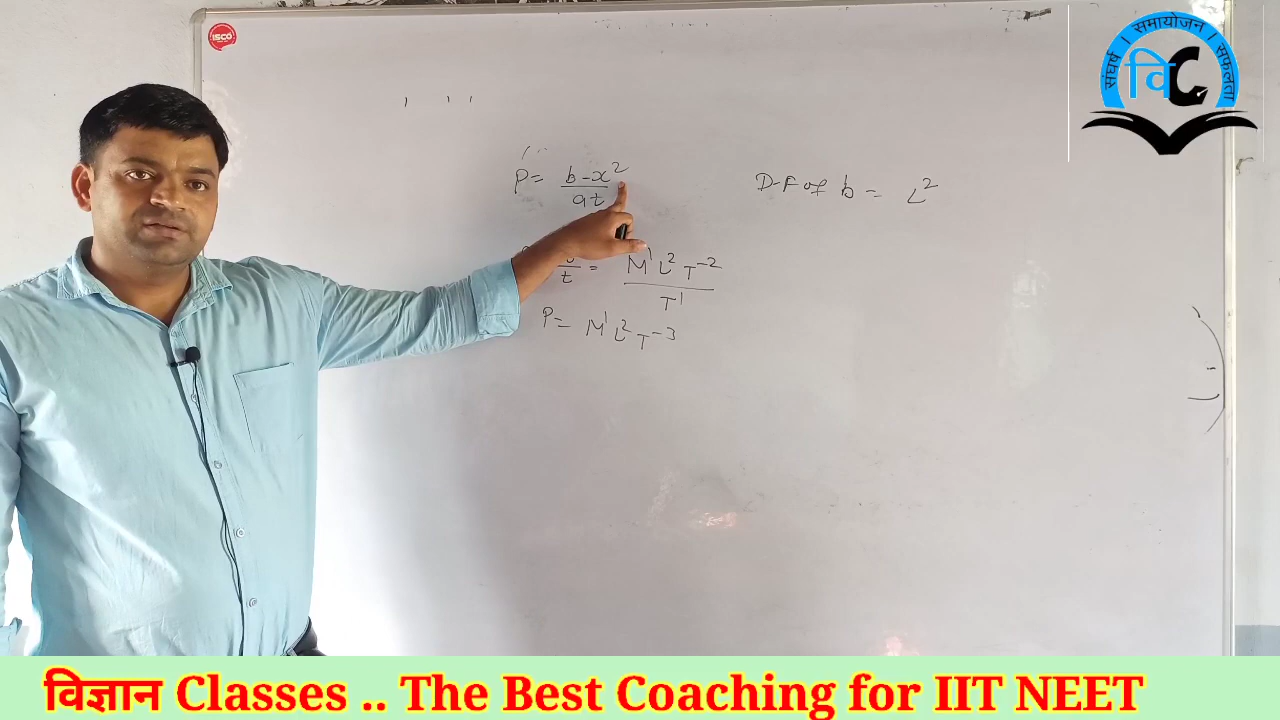 ISCO
संघर्ष । समायोजन । सफलता
वि C
P = b-x² / at
D.F of b = L²
t = M¹L²T⁻² / T¹
P = M¹L²T⁻³
विज्ञान Classes .. The Best Coaching for IIT NEET